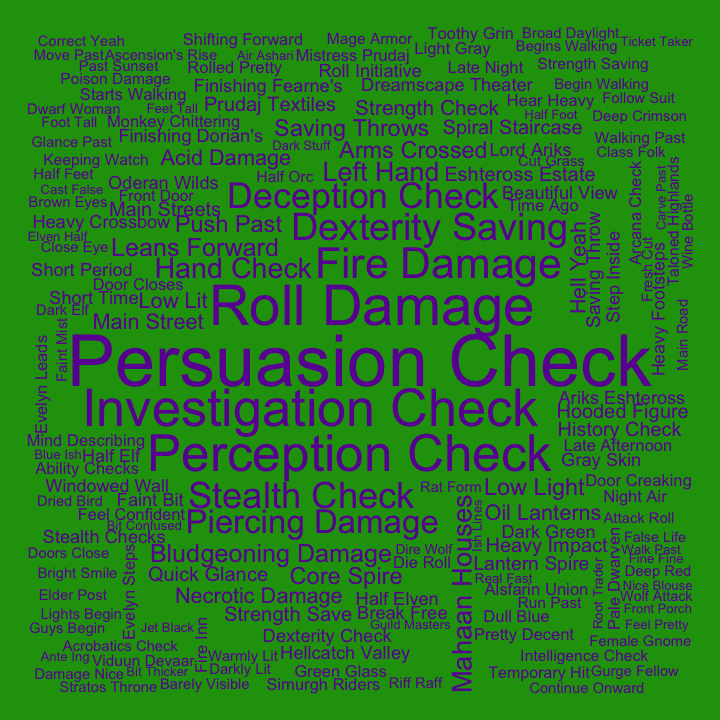 Correct Yeah
Shifting Forward
Mage Armor
Toothy Grin
Broad Daylight
Move Past
Ascension's Rise
Air Ashari
Mistress Prudaj
Light Gray
Begins Walking
Ticket Taker
Past Sunset
Rolled Pretty
Roll Initiative
Late Night
Strength Saving
Poison Damage
Finishing Fearne's
Dreamscape Theater
Begin Walking
Starts Walking
Prudaj Textiles
Strength Check
Hear Heavy
Follow Suit
Dwarf Woman
Feet Tall
Half Foot
Deep Crimson
Foot Tall
Monkey Chittering
Saving Throws
Spiral Staircase
Glance Past
Finishing Dorian's
Dark Stuff
Arms Crossed
Lord Ariks
Walking Past
Keeping Watch
Acid Damage
Cut Grass
Class Folk
Half Feet
Oderan Wilds
Half Orc
Left Hand
Eshteross Estate
Cast False
Front Door
Deception Check
Beautiful View
Brown Eyes
Main Streets
Time Ago
Arcana Check
Carve Past
Taloned Highlands
Wine Bottle
Heavy Crossbow
Push Past
Dexterity Saving
Elven Half
Close Eye
Leans Forward
Hell Yeah
Saving Throw
Step Inside
Fresh Cut
Heavy Footsteps
Short Period
Hand Check
Fire Damage
Door Closes
Short Time
Low Lit
Roll Damage
Main Road
Dark Elf
Main Street
Faint Mist
Evelyn Leads
Persuasion Check
Investigation Check
Ariks Eshteross
Hooded Figure
History Check
Mind Describing
Perception Check
Late Afternoon
Blue Ish
Half Elf
Gray Skin
Ability Checks
Windowed Wall
Stealth Check
Rat Form
Low Light
Door Creaking
Night Air
Dried Bird
Faint Bit
Feel Confident
Piercing Damage
Mahaan Houses
Ish Lines
Oil Lanterns
Attack Roll
Bit Confused
Stealth Checks
Dark Green
False Life
Doors Close
Evelyn Steps
Bludgeoning Damage
Dire Wolf
Heavy Impact
Walk Past
Die Roll
Lantern Spire
Root Trader
Pale Dwarven
Fine Fine
Bright Smile
Quick Glance
Core Spire
Real Fast
Deep Red
Elder Post
Necrotic Damage
Half Elven
Alsfarin Union
Nice Blouse
Wolf Attack
Run Past
Lights Begin
Strength Save
Break Free
Dull Blue
Front Porch
Guys Begin
Jet Black
Fire Inn
Guild Masters
Feel Pretty
Dexterity Check
Pretty Decent
Acrobatics Check
Hellcatch Valley
Female Gnome
Ante Ing
Viduun Devaar
Warmly Lit
Intelligence Check
Damage Nice
Bit Thicker
Darkly Lit
Green Glass
Temporary Hit
Gurge Fellow
Stratos Throne
Barely Visible
Simurgh Riders
Riff Raff
Continue Onward